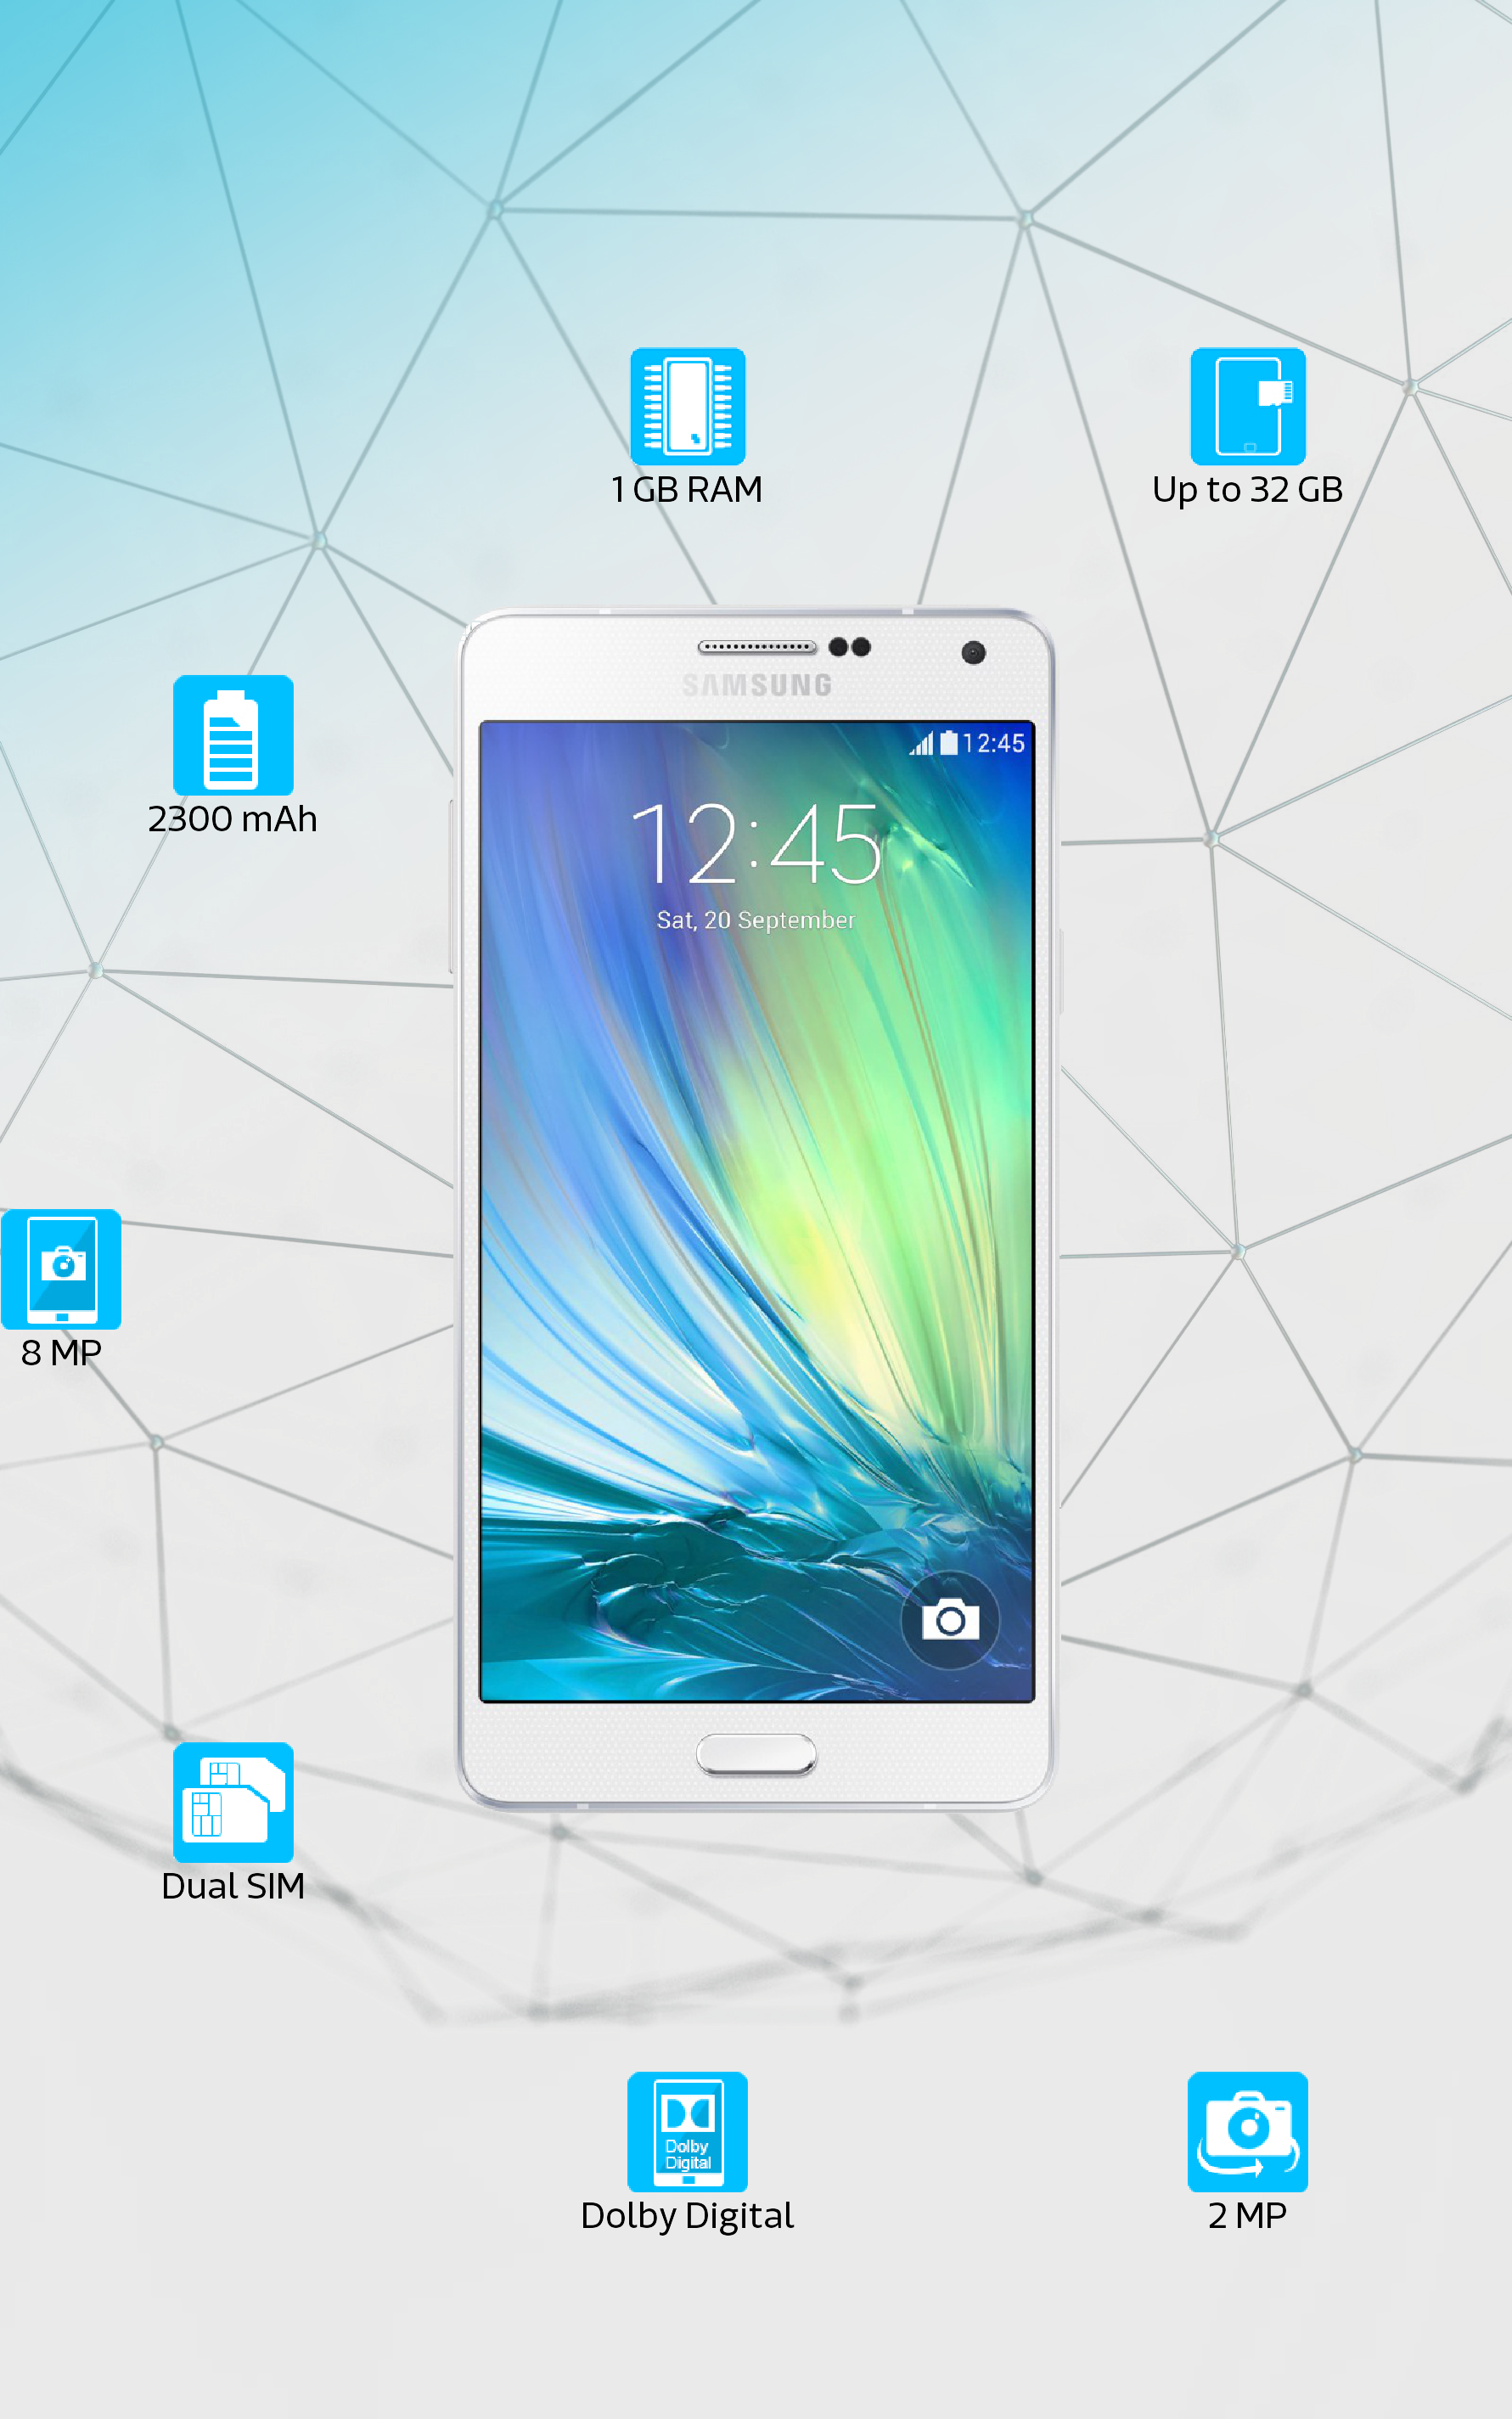 1 GB RAM
Up to 32 GB
SAMSUNG
12:45
2300 mAh
12:45
Sat, 20 September
8 MP
Dual SIM
Dolby
Digital
Dolby Digital
2 MP